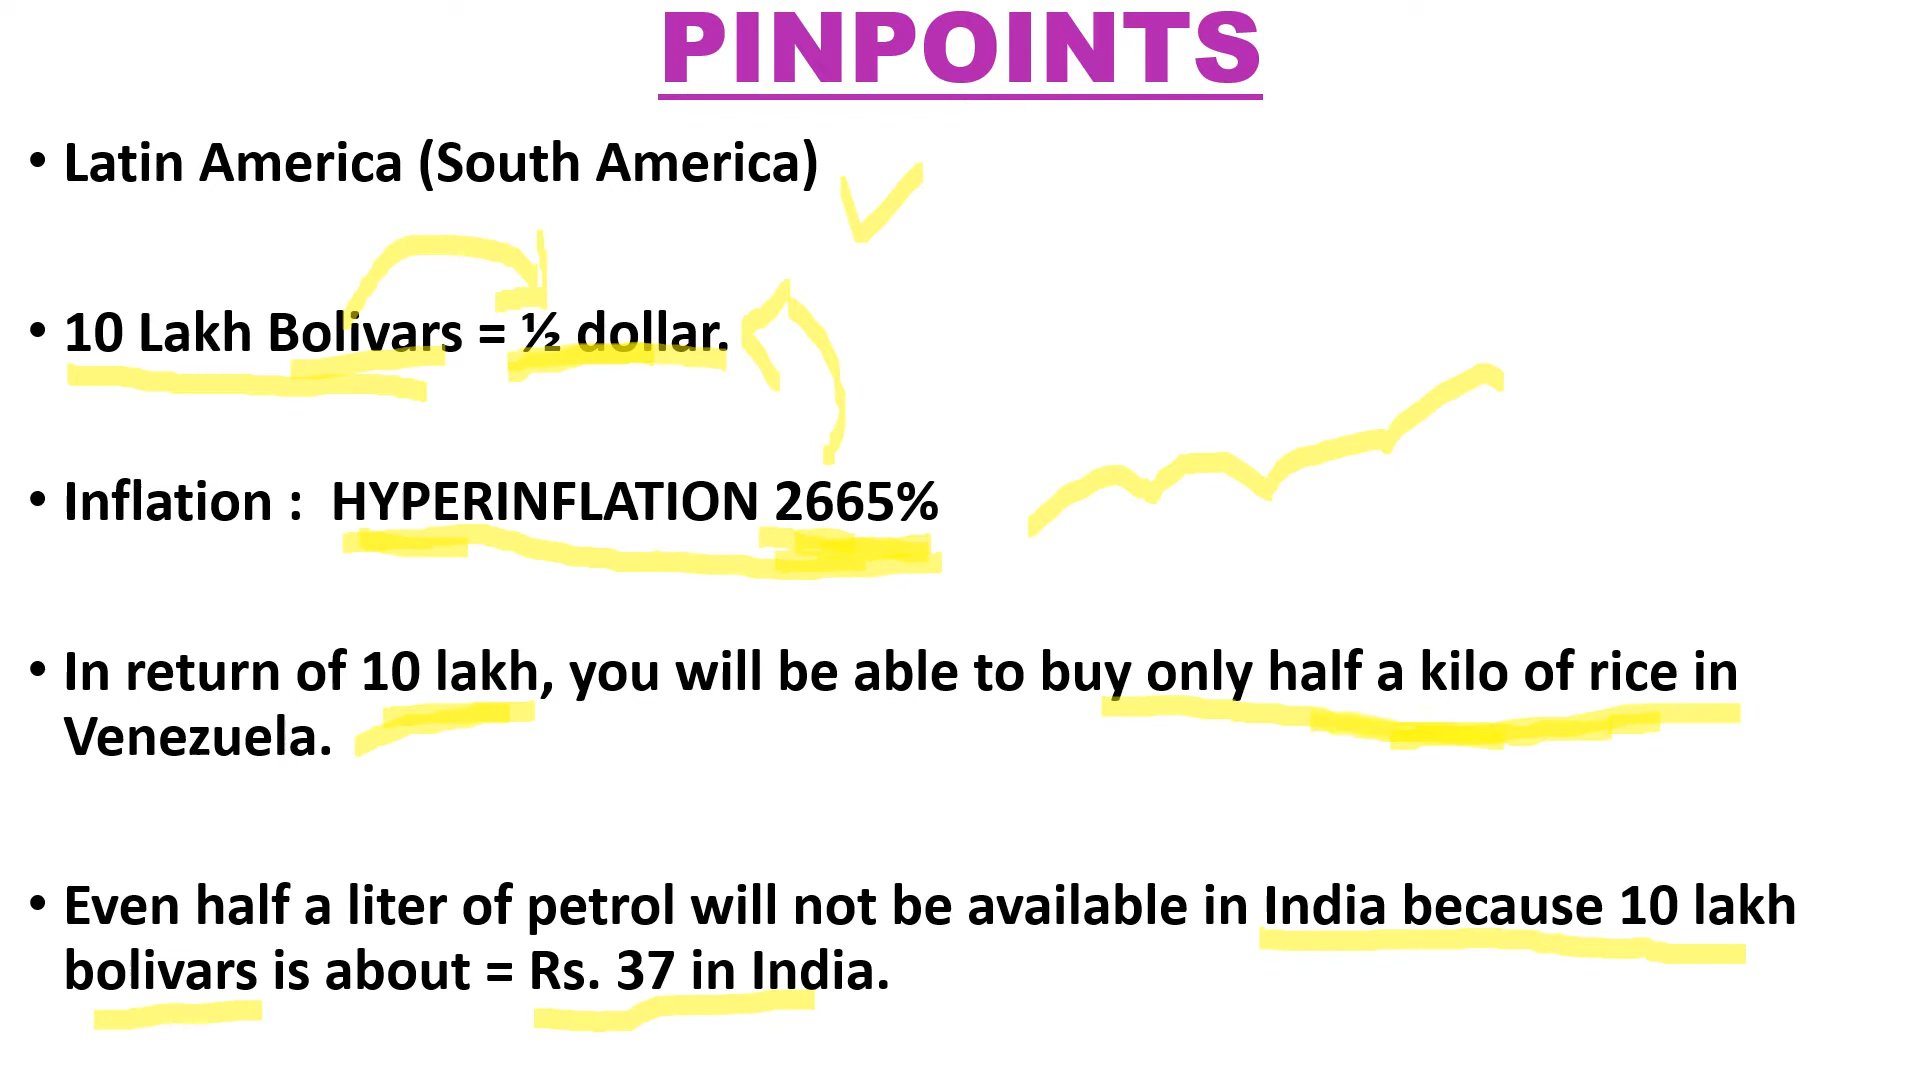 PINPOINTS
• Latin America (South America)
• 10 Lakh Bolivars = ½ dollar.
• Inflation : HYPERINFLATION 2665%
• In return of 10 lakh, you will be able to buy only half a kilo of rice in
Venezuela.
• Even half a liter of petrol will not be available in India because 10 lakh
bolivars is about = Rs. 37 in India.